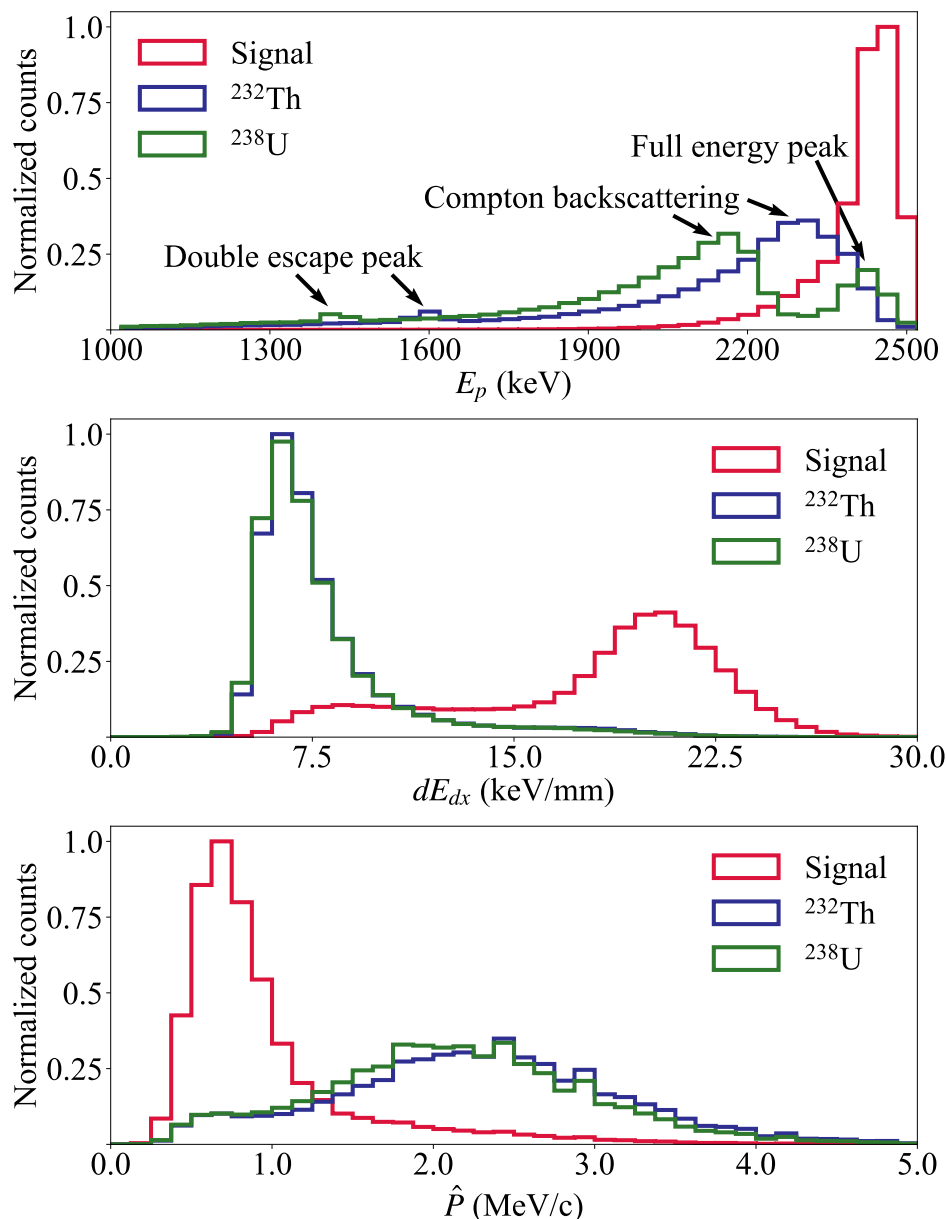 Normalized counts
1.0
0.75
0.5
0.25
Signal
²³²Th
²³⁸U
Full energy peak
Compton backscattering
Double escape peak
1000 1300 1600 1900 2200 2500
E_p (keV)
Normalized counts
1.0
0.75
0.5
0.25
Signal
²³²Th
²³⁸U
0.0 7.5 15.0 22.5 30.0
dE_dx (keV/mm)
Normalized counts
1.0
0.75
0.5
0.25
Signal
²³²Th
²³⁸U
0.0 1.0 2.0 3.0 4.0 5.0
P̂ (MeV/c)